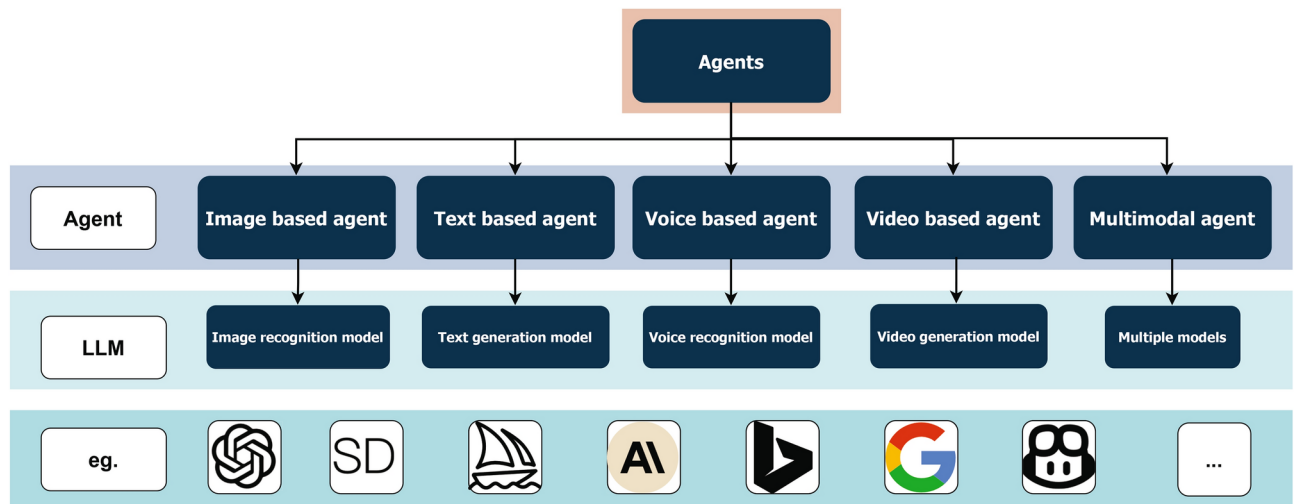 Agents
Agent
Image based agent
Text based agent
Voice based agent
Video based agent
Multimodal agent
LLM
Image recognition model
Text generation model
Voice recognition model
Video generation model
Multiple models
eg.
SD
A\
...